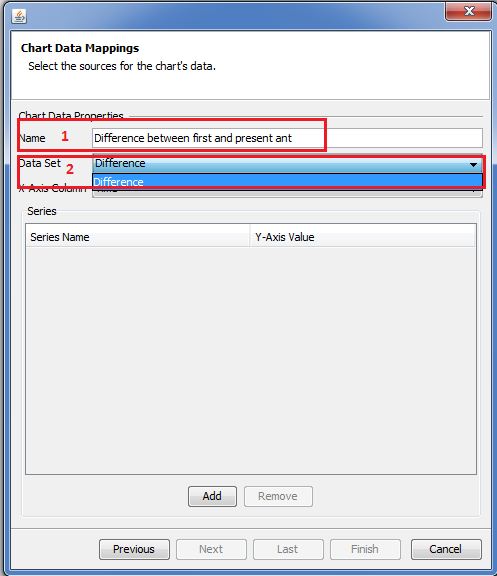 Chart Data Mappings
Select the sources for the chart's data.
Chart Data Properties
Name 1 Difference between first and present ant
Data Set 2 Difference
Difference
X-Axis Column Time
Series
Series Name Y-Axis Value
Add Remove
Previous Next Last Finish Cancel